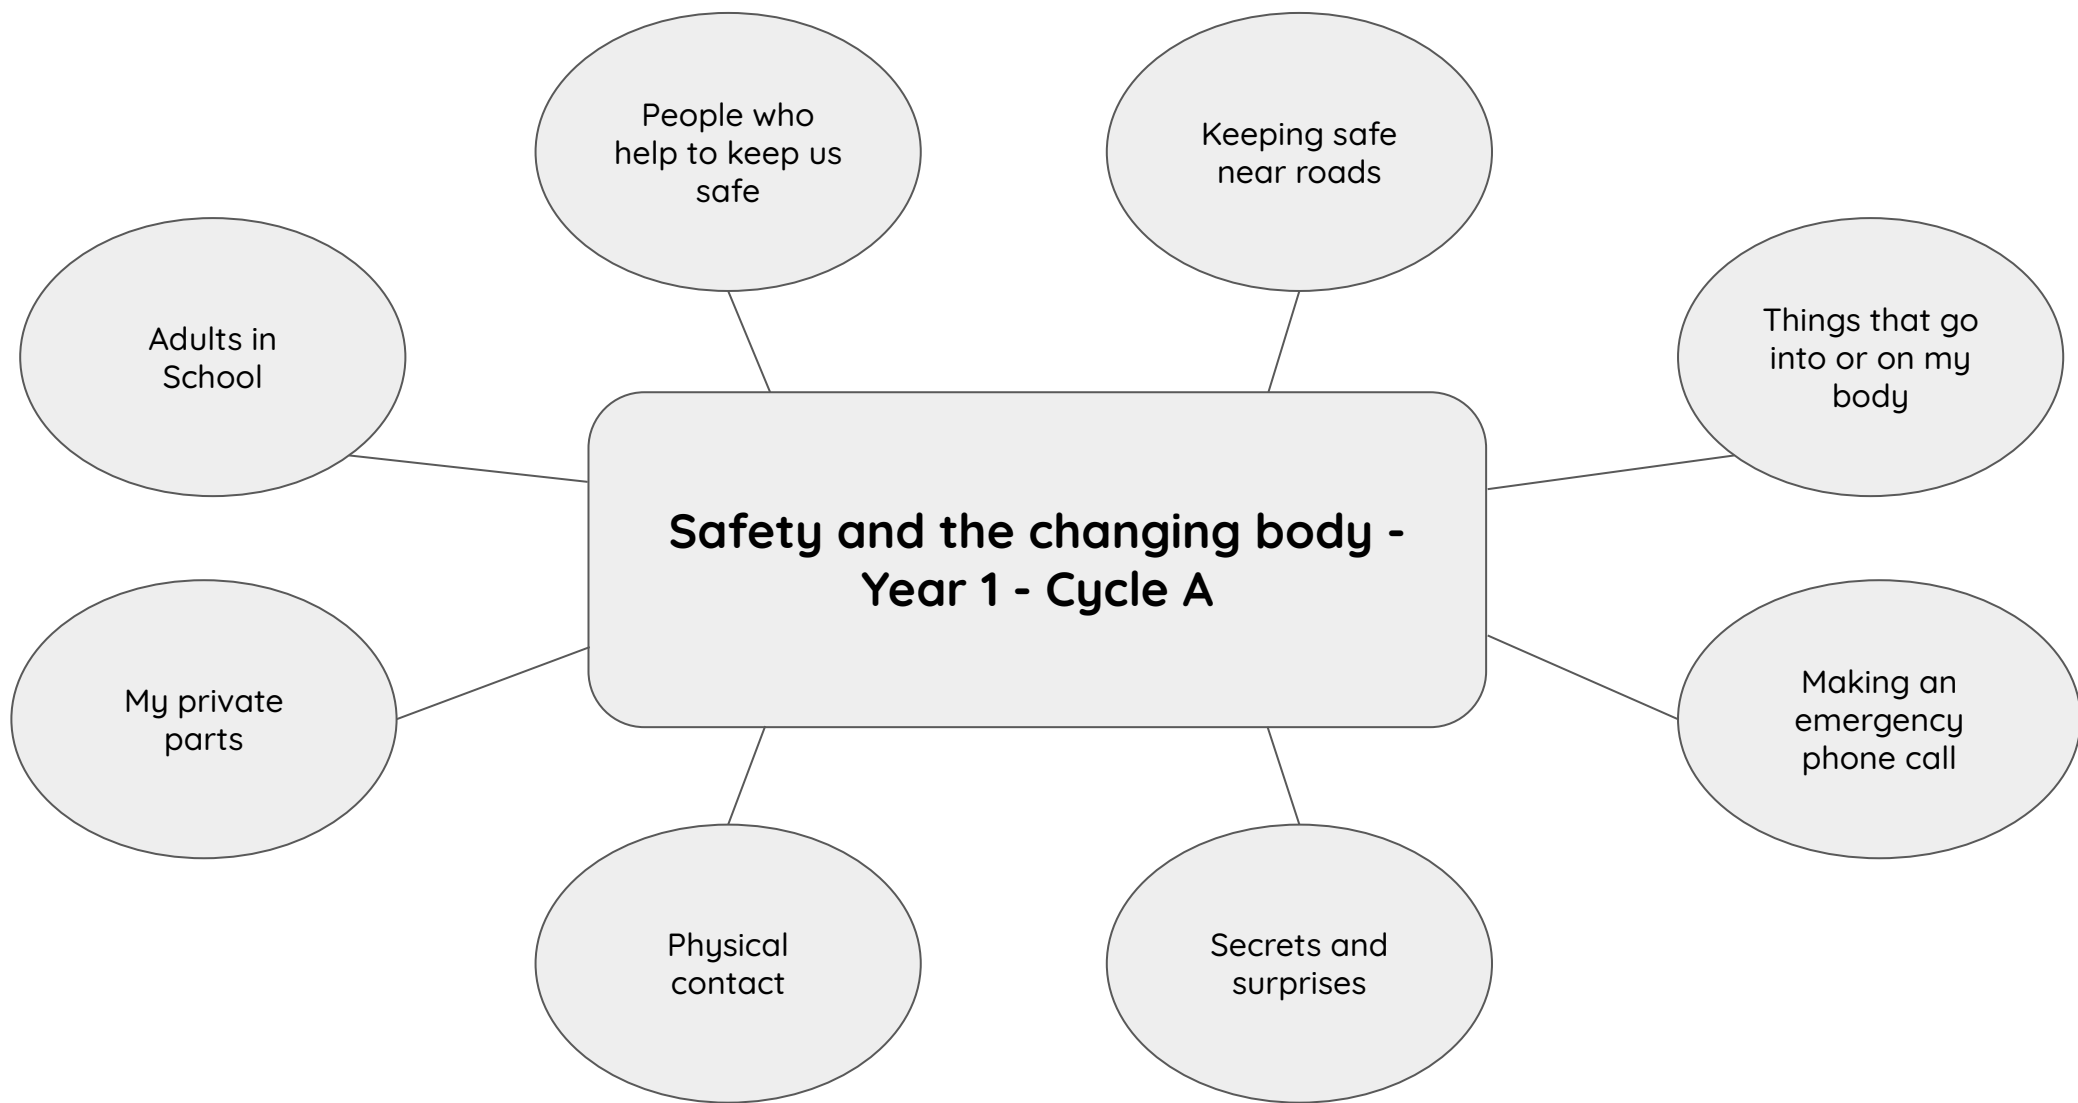 People who
help to keep us
safe
Keeping safe
near roads
Adults in
School
Things that go
into or on my
body
Safety and the changing body -
Year 1 - Cycle A
My private
parts
Making an
emergency
phone call
Physical
contact
Secrets and
surprises